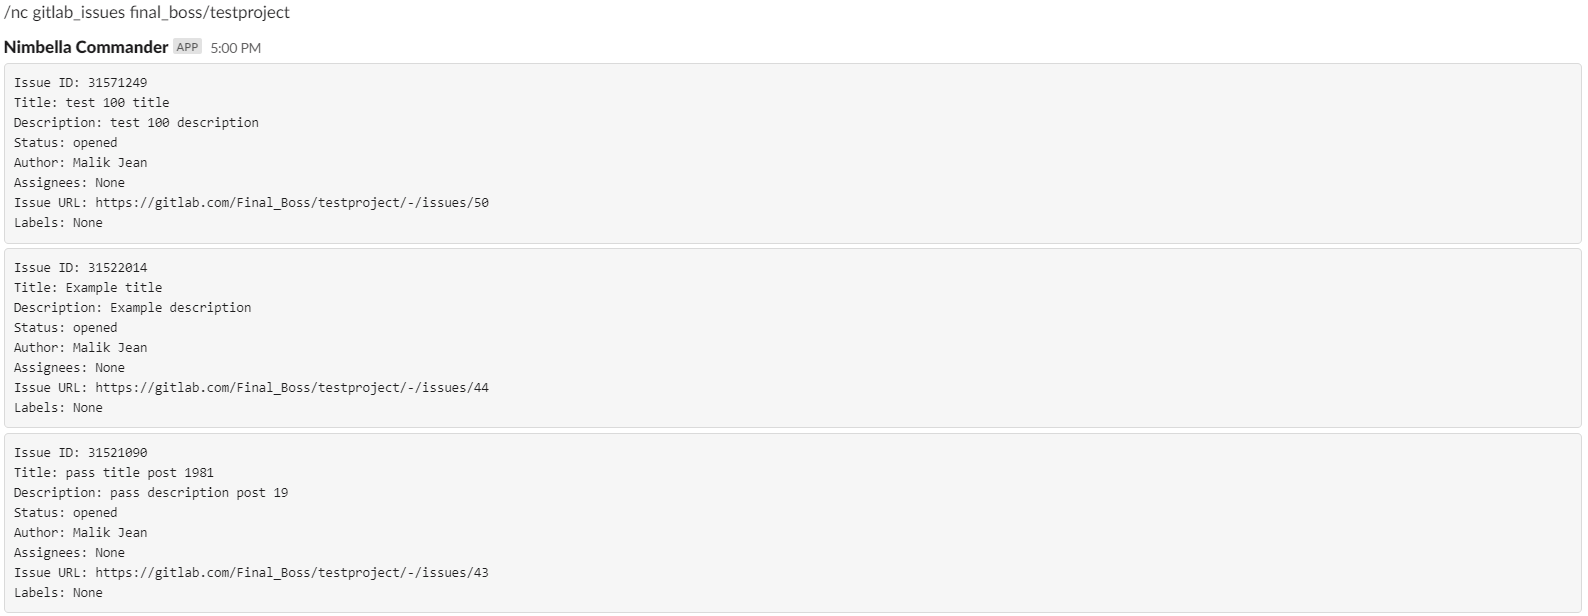 /nc gitlab_issues final_boss/testproject
Nimbella Commander APP 5:00 PM
Issue ID: 31571249
Title: test 100 title
Description: test 100 description
Status: opened
Author: Malik Jean
Assignees: None
Issue URL: https://gitlab.com/Final_Boss/testproject/-/issues/50
Labels: None
Issue ID: 31522014
Title: Example title
Description: Example description
Status: opened
Author: Malik Jean
Assignees: None
Issue URL: https://gitlab.com/Final_Boss/testproject/-/issues/44
Labels: None
Issue ID: 31521090
Title: pass title post 1981
Description: pass description post 19
Status: opened
Author: Malik Jean
Assignees: None
Issue URL: https://gitlab.com/Final_Boss/testproject/-/issues/43
Labels: None